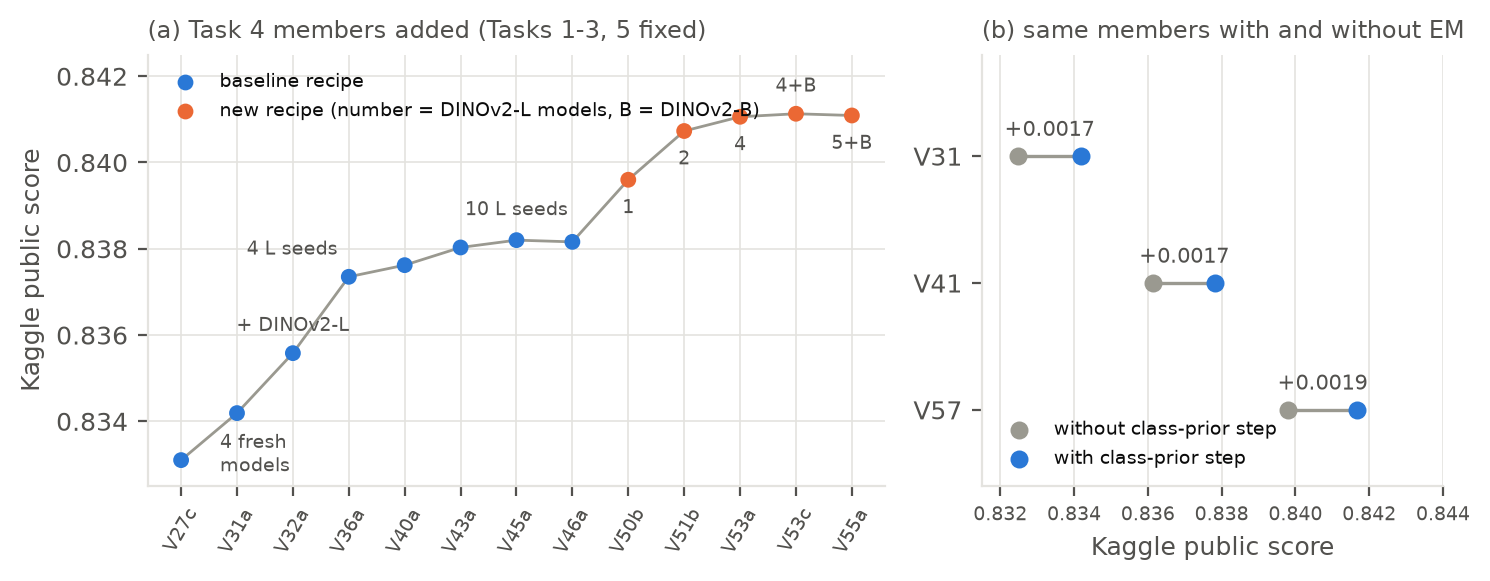 (a) Task 4 members added (Tasks 1-3, 5 fixed)
Kaggle public score
0.842
0.840
0.838
0.836
0.834
baseline recipe
new recipe (number = DINOv2-L models, B = DINOv2-B)
4 fresh
models
+ DINOv2-L
4 L seeds
10 L seeds
1
2
4
4+B
5+B
V27c
V31a
V32a
V36a
V40a
V43a
V45a
V46a
V50b
V51b
V53a
V53c
V55a
(b) same members with and without EM
V31
V41
V57
+0.0017
+0.0017
+0.0019
without class-prior step
with class-prior step
0.832
0.834
0.836
0.838
0.840
0.842
0.844
Kaggle public score